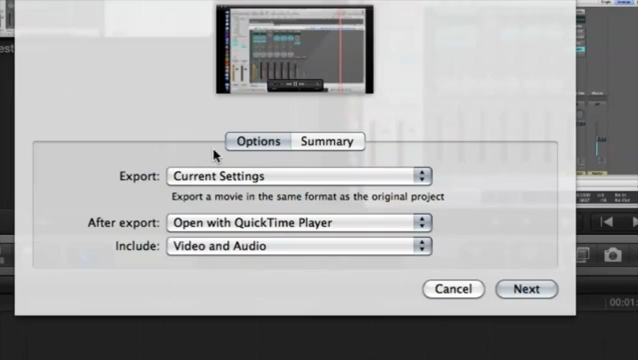 Options Summary
Export: Current Settings
Export a movie in the same format as the original project
After export: Open with QuickTime Player
Include: Video and Audio
Cancel Next